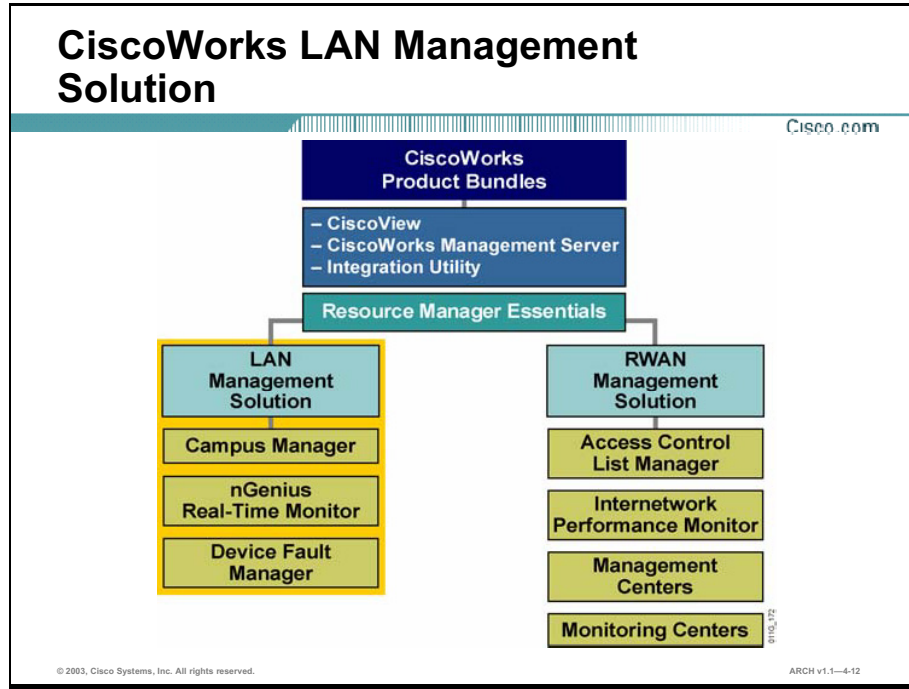 CiscoWorks LAN Management
Solution
Cisco.com
CiscoWorks
Product Bundles
– CiscoView
– CiscoWorks Management Server
– Integration Utility
Resource Manager Essentials
LAN
Management
Solution
Campus Manager
nGenius
Real-Time Monitor
Device Fault
Manager
RWAN
Management
Solution
Access Control
List Manager
Internetwork
Performance Monitor
Management
Centers
Monitoring Centers
011G_172
© 2003, Cisco Systems, Inc. All rights reserved.
ARCH v1.1—4-12